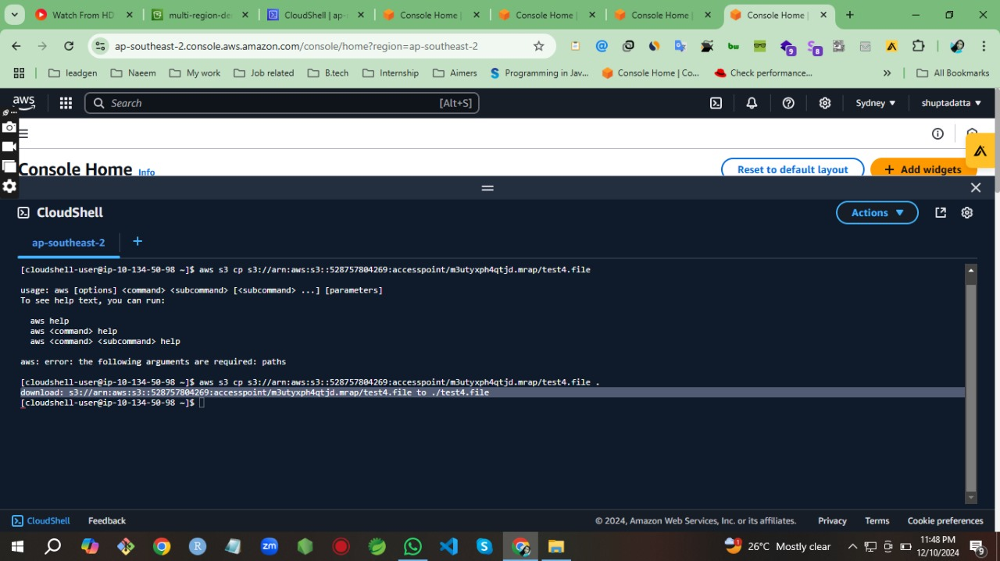 Watch From HD
multi-region-de
CloudShell | ap-
Console Home |
Console Home |
Console Home |
Console Home |
ap-southeast-2.console.aws.amazon.com/console/home?region=ap-southeast-2
bw
9
8
leadgen
Naeem
My work
Job related
B.tech
Internship
Aimers
Programming in Jav...
Console Home | Co...
Check performance...
All Bookmarks
aws
Search
[Alt+S]
Sydney
shuptadatta
Console Home
Info
Reset to default layout
+ Add widgets
CloudShell
Actions
ap-southeast-2
[cloudshell-user@ip-10-134-50-98 ~]$ aws s3 cp s3://arn:aws:s3::528757804269:accesspoint/m3utyxph4qtjd.mrap/test4.file
usage: aws [options] <command> <subcommand> [<subcommand> ...] [parameters]
To see help text, you can run:
aws help
aws <command> help
aws <command> <subcommand> help
aws: error: the following arguments are required: paths
[cloudshell-user@ip-10-134-50-98 ~]$ aws s3 cp s3://arn:aws:s3::528757804269:accesspoint/m3utyxph4qtjd.mrap/test4.file .
download: s3://arn:aws:s3::528757804269:accesspoint/m3utyxph4qtjd.mrap/test4.file to ./test4.file
[cloudshell-user@ip-10-134-50-98 ~]$
CloudShell
Feedback
© 2024, Amazon Web Services, Inc. or its affiliates.
Privacy
Terms
Cookie preferences
R
zm
S
1
26°C Mostly clear
11:48 PM
12/10/2024
9